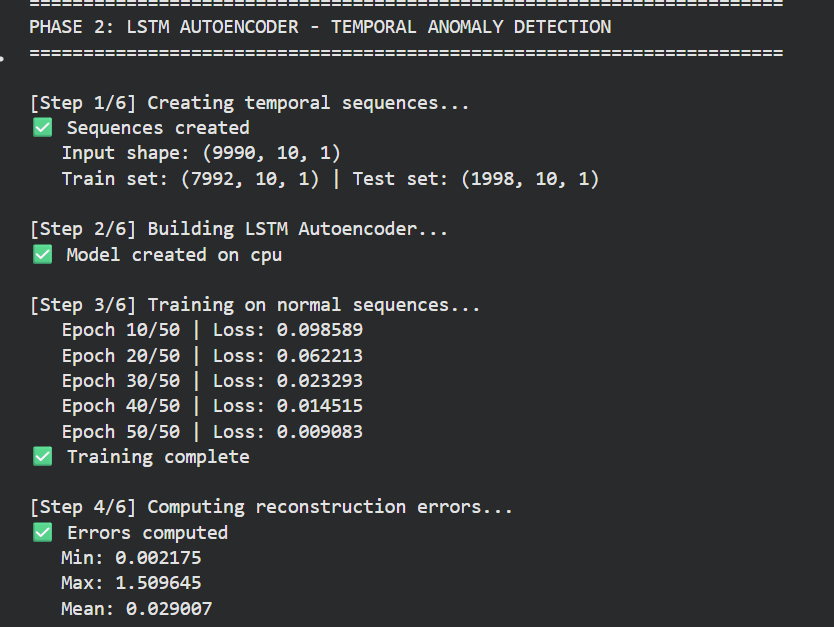 ======================================================================
PHASE 2: LSTM AUTOENCODER - TEMPORAL ANOMALY DETECTION
======================================================================
[Step 1/6] Creating temporal sequences...
✅ Sequences created
Input shape: (9990, 10, 1)
Train set: (7992, 10, 1) | Test set: (1998, 10, 1)
[Step 2/6] Building LSTM Autoencoder...
✅ Model created on cpu
[Step 3/6] Training on normal sequences...
Epoch 10/50 | Loss: 0.098589
Epoch 20/50 | Loss: 0.062213
Epoch 30/50 | Loss: 0.023293
Epoch 40/50 | Loss: 0.014515
Epoch 50/50 | Loss: 0.009083
✅ Training complete
[Step 4/6] Computing reconstruction errors...
✅ Errors computed
Min: 0.002175
Max: 1.509645
Mean: 0.029007